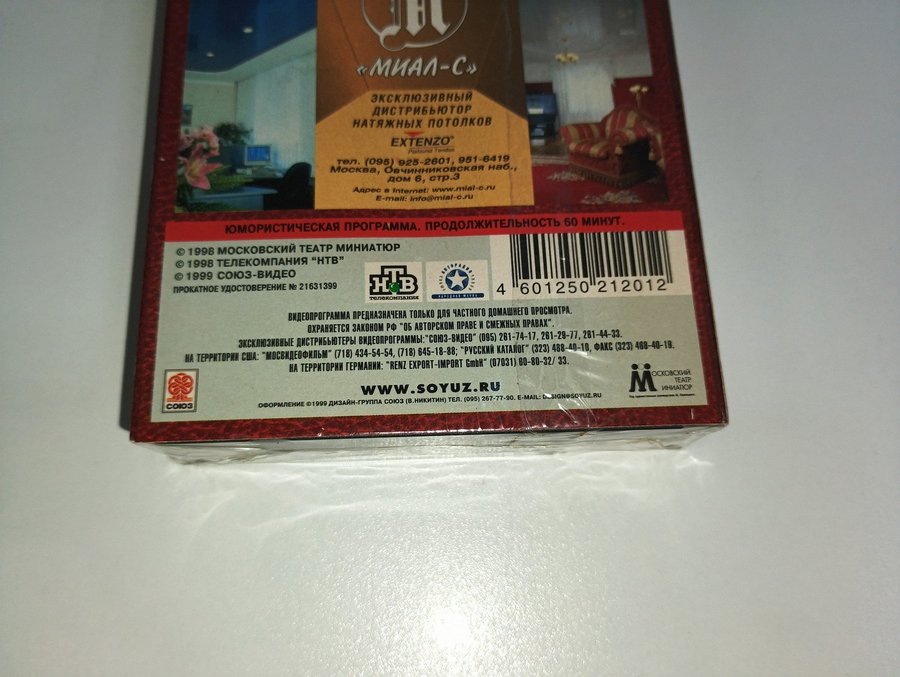 М
«МИАЛ-С»
ЭКСКЛЮЗИВНЫЙ
ДИСТРИБЬЮТОР
НАТЯЖНЫХ ПОТОЛКОВ
EXTENZO®
Plafound Tendus
тел. (095) 925-2601, 951-6419
Москва, Овчинниковская наб.,
дом 6, стр.3
Адрес в Internet: www.mial-c.ru
E-mail: info@mial-c.ru
ЮМОРИСТИЧЕСКАЯ ПРОГРАММА. ПРОДОЛЖИТЕЛЬНОСТЬ 60 МИНУТ.
© 1998 МОСКОВСКИЙ ТЕАТР МИНИАТЮР
© 1998 ТЕЛЕКОМПАНИЯ "НТВ"
© 1999 СОЮЗ-ВИДЕО
ПРОКАТНОЕ УДОСТОВЕРЕНИЕ № 21631399
НТВ
ТЕЛЕКОМПАНИЯ
4 601250 212012
ВИДЕОПРОГРАММА ПРЕДНАЗНАЧЕНА ТОЛЬКО ДЛЯ ЧАСТНОГО ДОМАШНЕГО ПРОСМОТРА.
ОХРАНЯЕТСЯ ЗАКОНОМ РФ "ОБ АВТОРСКОМ ПРАВЕ И СМЕЖНЫХ ПРАВАХ".
ЭКСКЛЮЗИВНЫЕ ДИСТРИБЬЮТЕРЫ ВИДЕОПРОГРАММЫ: "СОЮЗ-ВИДЕО" (095) 261-74-17, 261-29-77, 261-44-33.
НА ТЕРРИТОРИИ США: "МОСВИДЕОФИЛЬМ" (718) 434-54-54, (718) 645-18-88; "РУССКИЙ КАТАЛОГ" (323) 468-40-10, ФАКС (323) 468-40-19.
НА ТЕРРИТОРИИ ГЕРМАНИИ: "RENZ EXPORT-IMPORT GmbH" (07031) 80-80-32/ 33.
WWW.SOYUZ.RU
ОФОРМЛЕНИЕ ©1999 ДИЗАЙН-ГРУППА СОЮЗ (В.НИКИТИН) ТЕЛ. (095) 267-77-90. E-MAIL: DESIGN@SOYUZ.RU
СОЮЗ
МОСКОВСКИЙ
ТЕАТР
МИНИАТЮР